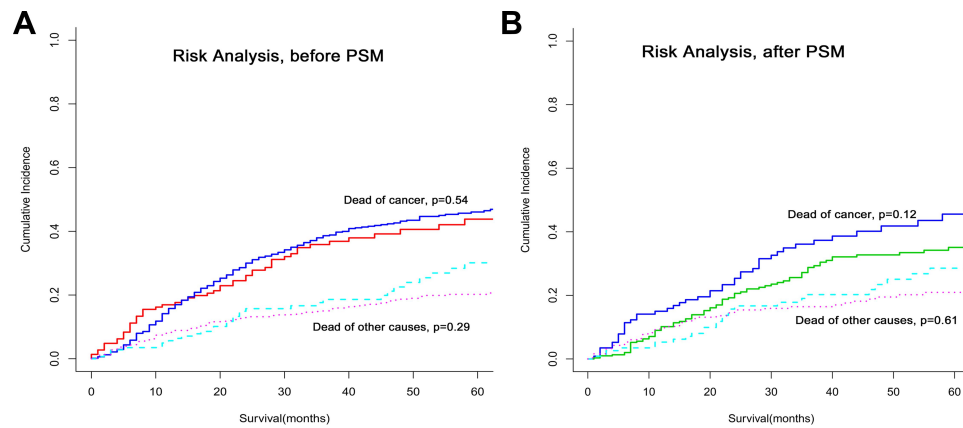 A
Risk Analysis, before PSM
Cumulative Incidence
1.0
0.8
0.6
0.4
0.2
0.0
Dead of cancer, p=0.54
Dead of other causes, p=0.29
0 10 20 30 40 50 60
Survival(months)
B
Risk Analysis, after PSM
Cumulative Incidence
1.0
0.8
0.6
0.4
0.2
0.0
Dead of cancer, p=0.12
Dead of other causes, p=0.61
0 10 20 30 40 50 60
Survival(months)